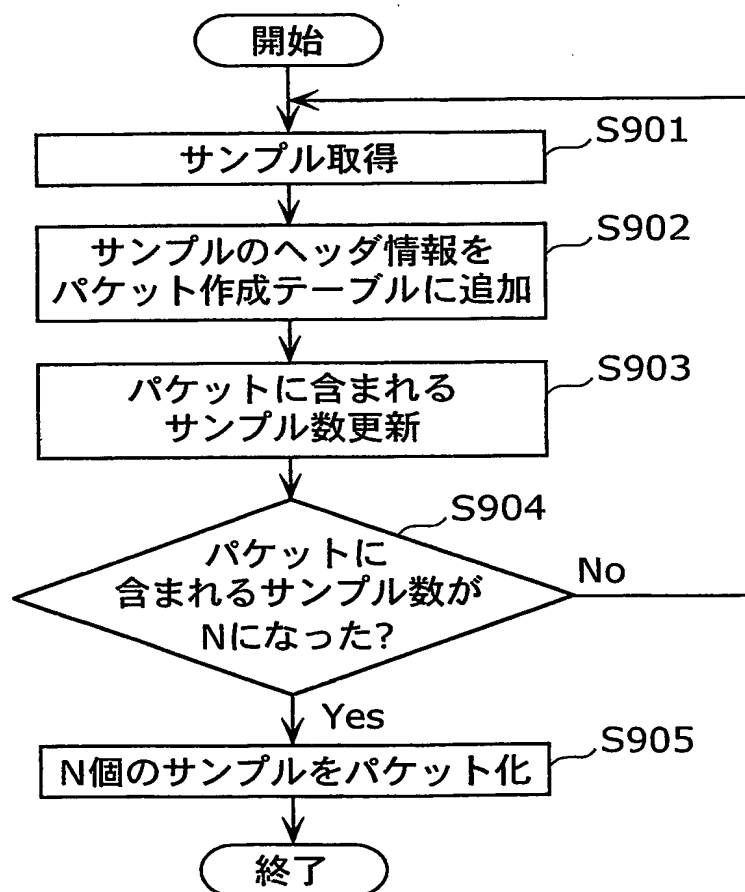 開始
サンプル取得
S901
サンプルのヘッダ情報を
パケット作成テーブルに追加
S902
パケットに含まれる
サンプル数更新
S903
パケットに
含まれるサンプル数が
Nになった?
S904
No
Yes
N個のサンプルをパケット化
S905
終了